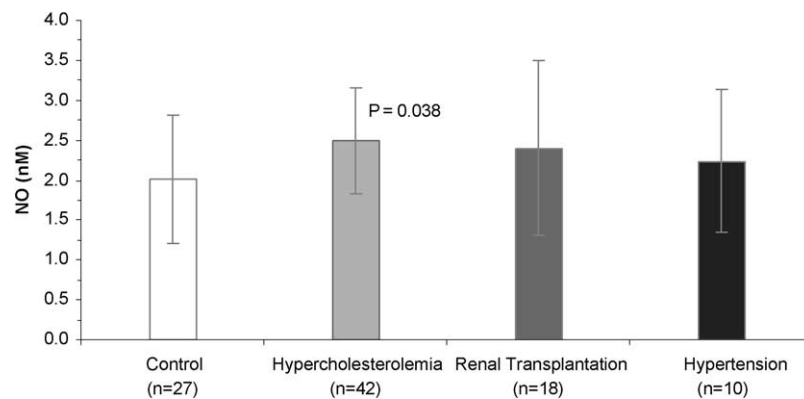 4.0
3.5
3.0
2.5
2.0
1.5
1.0
0.5
0.0
NO (nM)
P = 0.038
Control Hypercholesterolemia Renal Transplantation Hypertension
(n=27) (n=42) (n=18) (n=10)